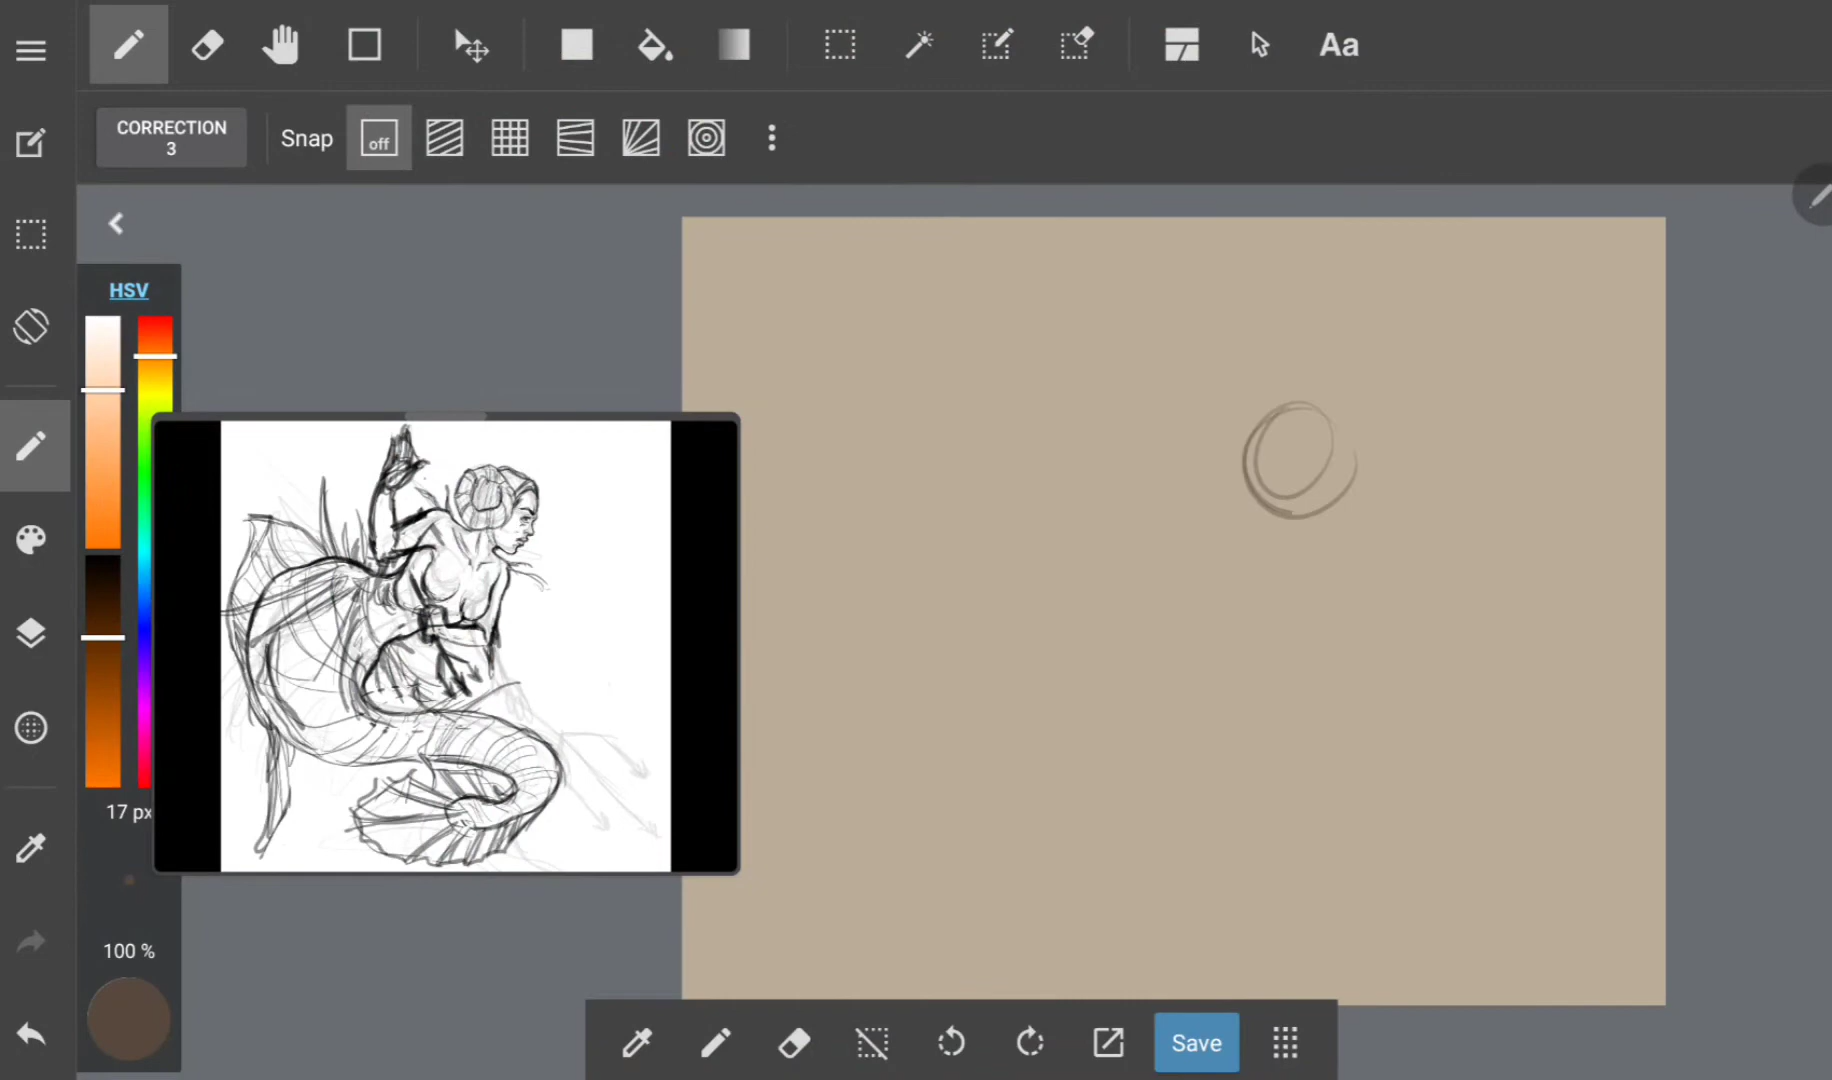 Aa
CORRECTION
3
Snap
off
HSV
17 px
100 %
Save